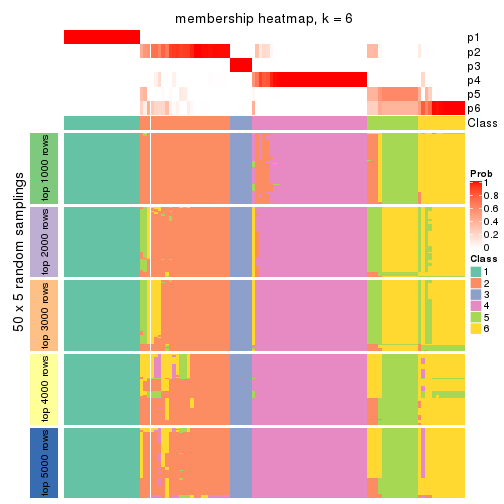 membership heatmap, k = 6
p1
p2
p3
p4
p5
p6
Class
50 x 5 random samplings
top 1000 rows
top 2000 rows
top 3000 rows
top 4000 rows
top 5000 rows
Prob
1
0.8
0.6
0.4
0.2
0
Class
1
2
3
4
5
6